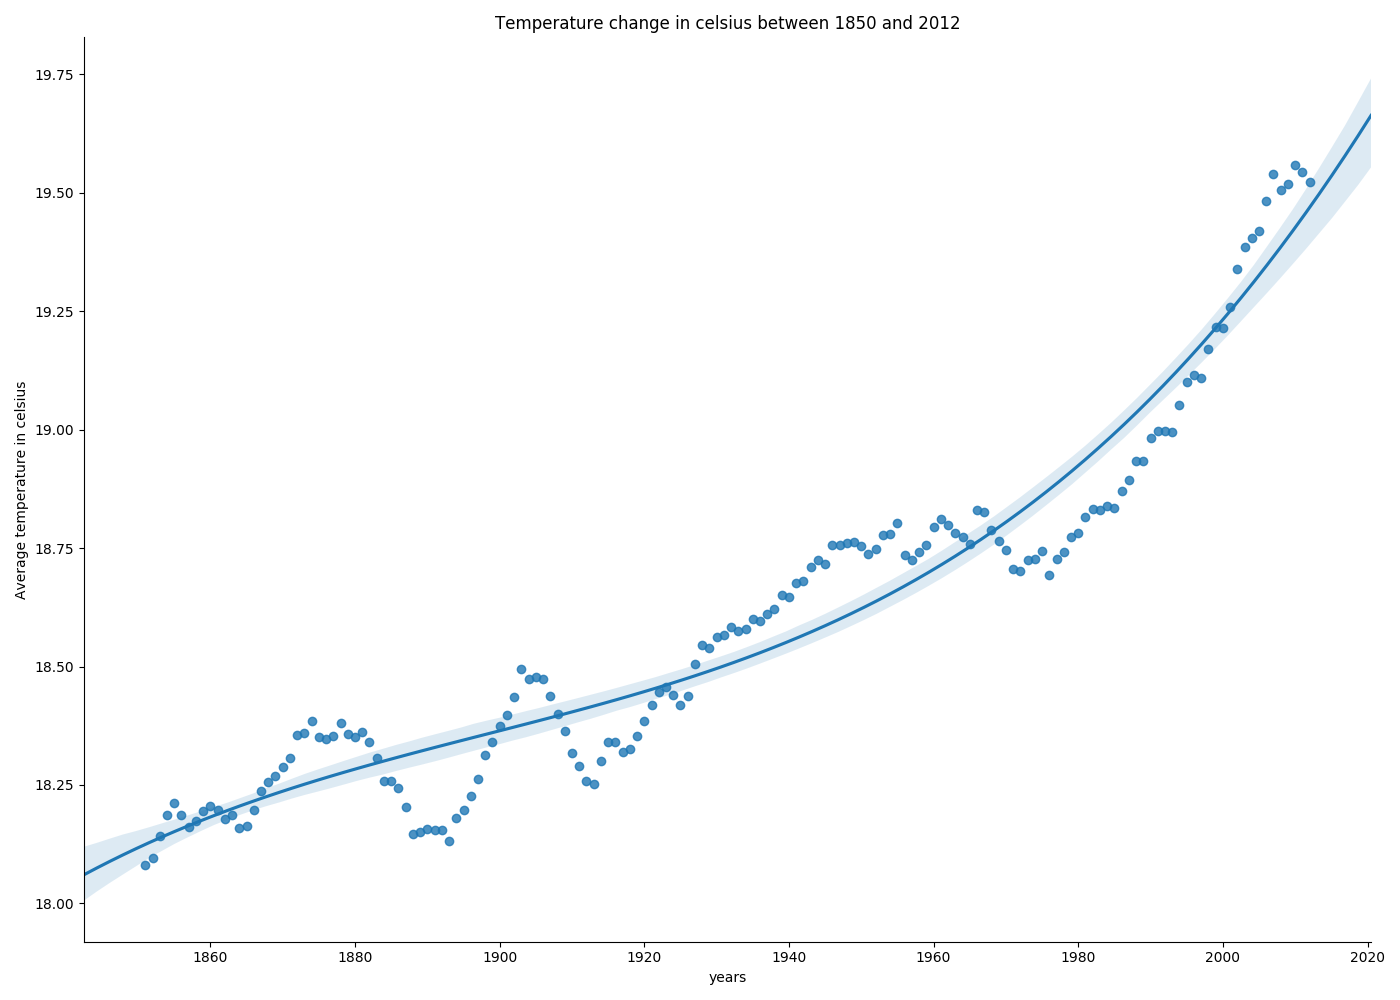 Temperature change in celsius between 1850 and 2012
19.75
19.50
19.25
19.00
18.75
18.50
18.25
18.00
Average temperature in celsius
1860 1880 1900 1920 1940 1960 1980 2000 2020
years